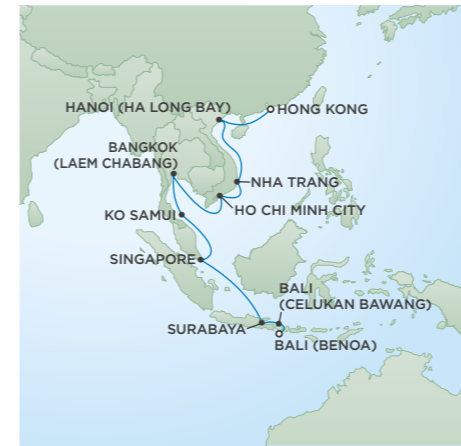 HANOI (HA LONG BAY)
HONG KONG
BANGKOK
(LAEM CHABANG)
NHA TRANG
KO SAMUI
HO CHI MINH CITY
SINGAPORE
BALI
(CELUKAN BAWANG)
SURABAYA
BALI (BENOA)